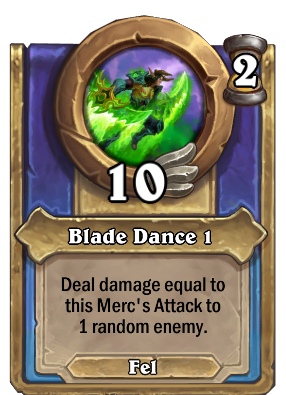 2
10
Blade Dance 1
Deal damage equal to
this Merc's Attack to
1 random enemy.
Fel